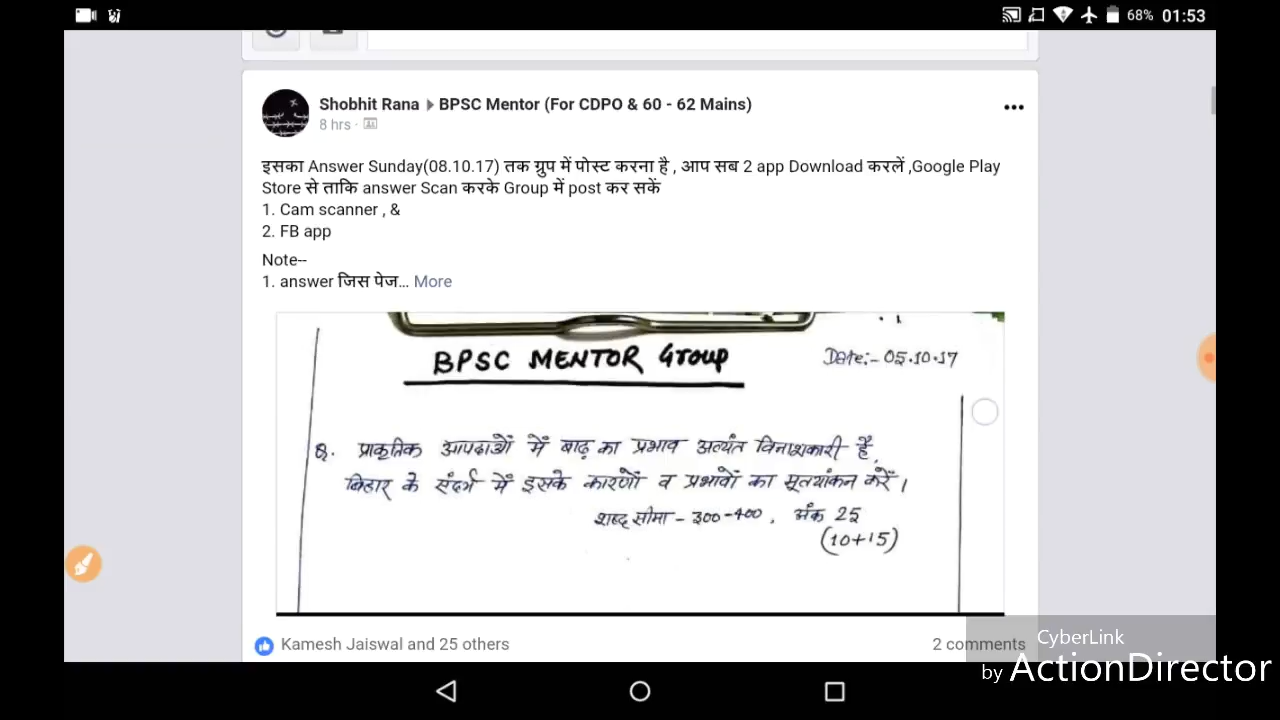 68% 01:53
Shobhit Rana ▶ BPSC Mentor (For CDPO & 60 - 62 Mains)
8 hrs ·
इसका Answer Sunday(08.10.17) तक ग्रुप में पोस्ट करना है , आप सब 2 app Download करलें ,Google Play
Store से ताकि answer Scan करके Group में post कर सकें
1. Cam scanner , &
2. FB app
Note--
1. answer जिस पेज... More
BPSC MENTOR Group
Date:- 05.10.17
Q. प्राकृतिक आपदाओं में बाढ़ का प्रभाव अत्यंत विनाशकारी है,
बिहार के संदर्भ में इसके कारणों व प्रभावों का मूल्यांकन करें।
शब्द सीमा - 300-400, अंक 25
(10+15)
Kamesh Jaiswal and 25 others
2 comments
CyberLink
by ActionDirector